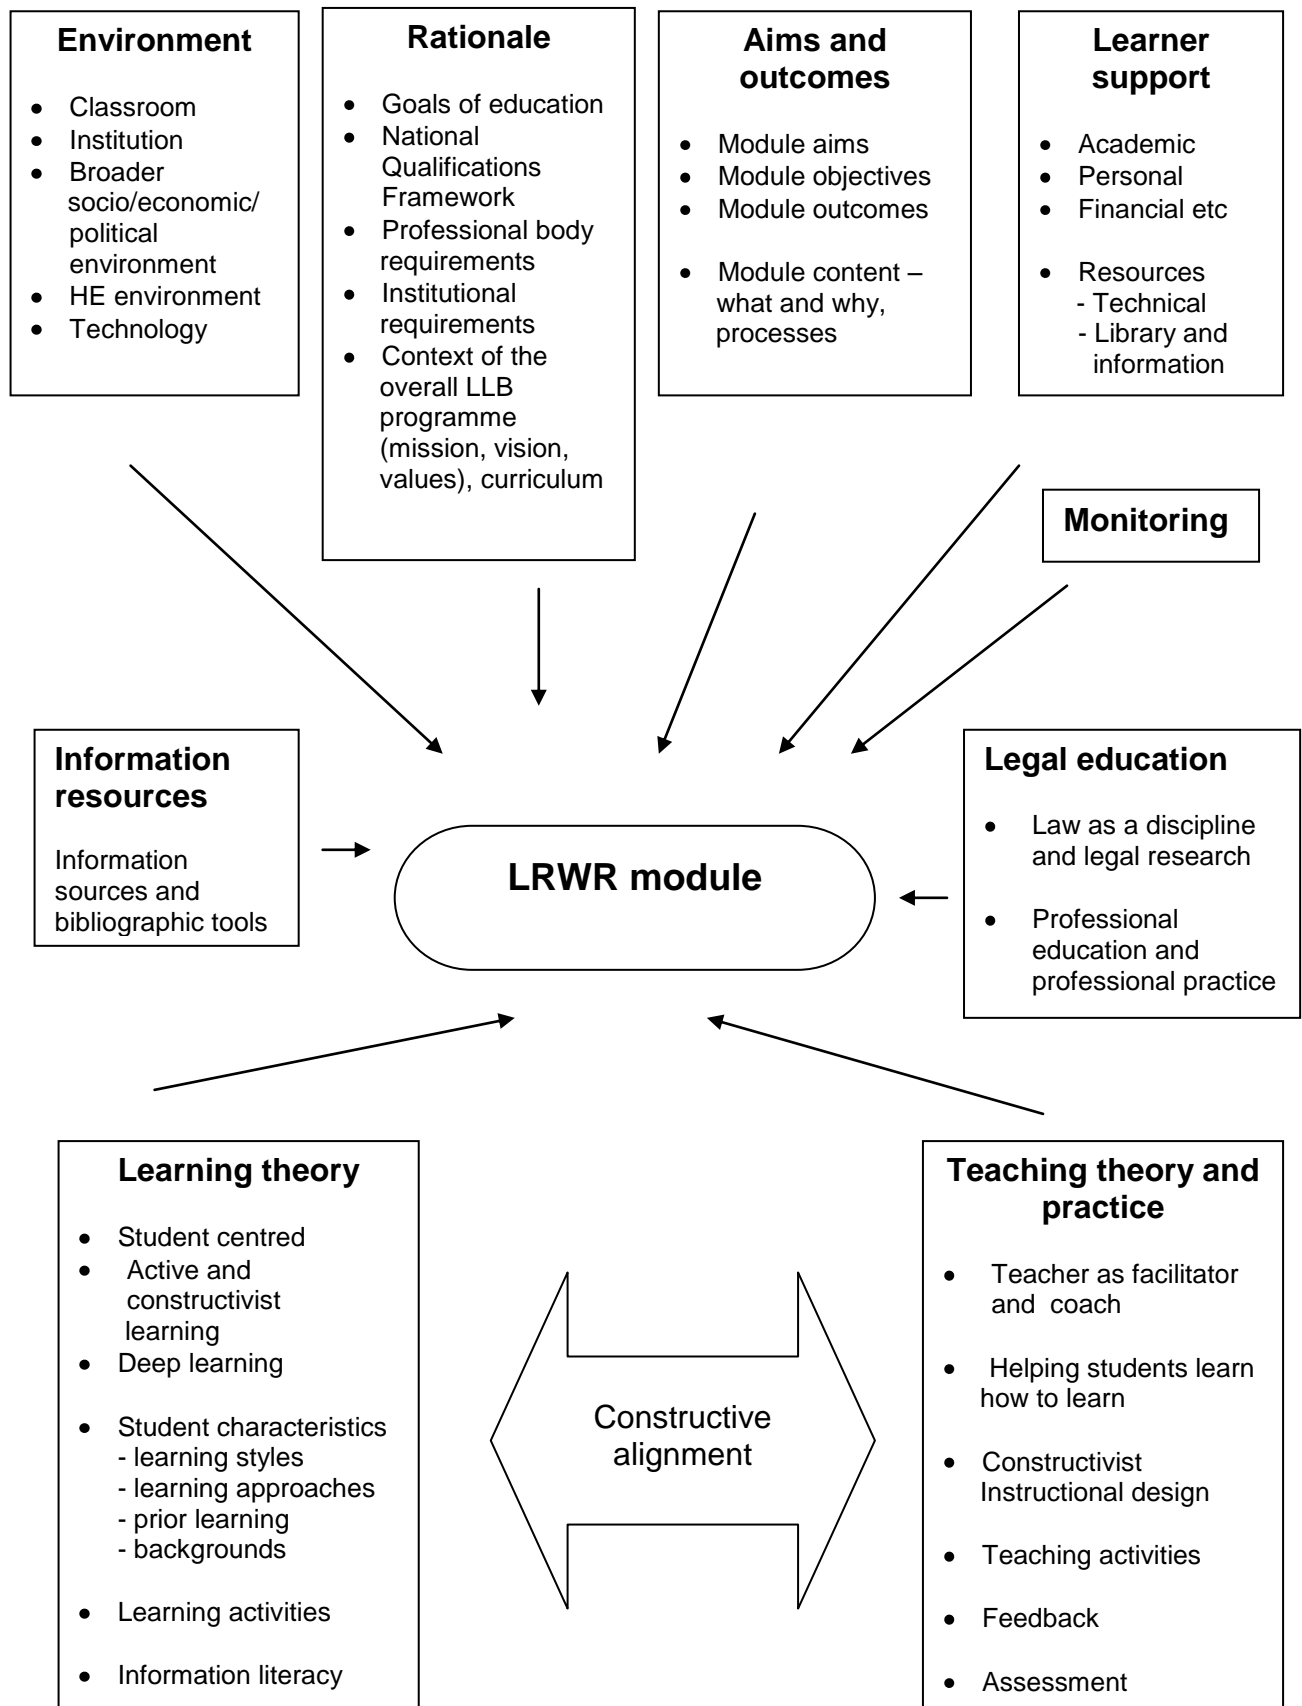 Environment
• Classroom
• Institution
• Broader
socio/economic/
political
environment
• HE environment
• Technology
Rationale
• Goals of education
• National
Qualifications
Framework
• Professional body
requirements
• Institutional
requirements
• Context of the
overall LLB
programme
(mission, vision,
values), curriculum
Aims and
outcomes
• Module aims
• Module objectives
• Module outcomes
• Module content –
what and why,
processes
Learner
support
• Academic
• Personal
• Financial etc
• Resources
- Technical
- Library and
information
Monitoring
Information
resources
Information
sources and
bibliographic tools
LRWR module
Legal education
• Law as a discipline
and legal research
• Professional
education and
professional practice
Learning theory
• Student centred
• Active and
constructivist
learning
• Deep learning
• Student characteristics
- learning styles
- learning approaches
- prior learning
- backgrounds
• Learning activities
• Information literacy
Constructive
alignment
Teaching theory and
practice
• Teacher as facilitator
and coach
• Helping students learn
how to learn
• Constructivist
Instructional design
• Teaching activities
• Feedback
• Assessment